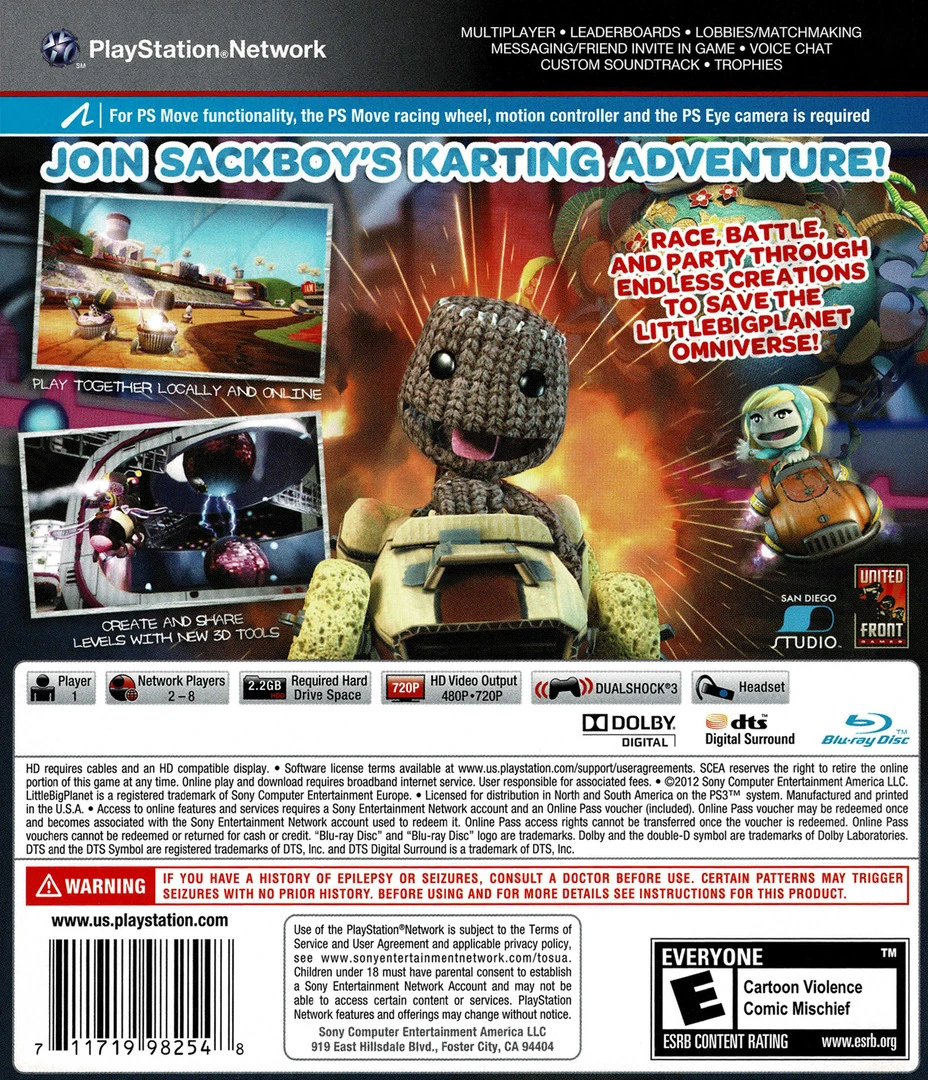 PlayStation®Network
SM
MULTIPLAYER • LEADERBOARDS • LOBBIES/MATCHMAKING
MESSAGING/FRIEND INVITE IN GAME • VOICE CHAT
CUSTOM SOUNDTRACK • TROPHIES
For PS Move functionality, the PS Move racing wheel, motion controller and the PS Eye camera is required
JOIN SACKBOY'S KARTING ADVENTURE!
RACE, BATTLE,
AND PARTY THROUGH
ENDLESS CREATIONS
TO SAVE THE
LITTLEBIGPLANET
OMNIVERSE!
PLAY TOGETHER LOCALLY AND ONLINE
CREATE AND SHARE
LEVELS WITH NEW 3D TOOLS
SAN DIEGO
STUDIO
UNITED
FRONT
GAMES
Player
1
Network Players
2 – 8
2.2GB
HDD
Required Hard
Drive Space
720P
HD Video Output
480P•720P
DUALSHOCK®3
Headset
DOLBY
DIGITAL
dts™
Digital Surround
Blu-ray Disc™
HD requires cables and an HD compatible display. • Software license terms available at www.us.playstation.com/support/useragreements. SCEA reserves the right to retire the online
portion of this game at any time. Online play and download requires broadband internet service. User responsible for associated fees. • ©2012 Sony Computer Entertainment America LLC.
LittleBigPlanet is a registered trademark of Sony Computer Entertainment Europe. • Licensed for distribution in North and South America on the PS3™ system. Manufactured and printed
in the U.S.A. • Access to online features and services requires a Sony Entertainment Network account and an Online Pass voucher (included). Online Pass voucher may be redeemed once
and becomes associated with the Sony Entertainment Network account used to redeem it. Online Pass access rights cannot be transferred once the voucher is redeemed. Online Pass
vouchers cannot be redeemed or returned for cash or credit. “Blu-ray Disc” and “Blu-ray Disc” logo are trademarks. Dolby and the double-D symbol are trademarks of Dolby Laboratories.
DTS and the DTS Symbol are registered trademarks of DTS, Inc. and DTS Digital Surround is a trademark of DTS, Inc.
WARNING
IF YOU HAVE A HISTORY OF EPILEPSY OR SEIZURES, CONSULT A DOCTOR BEFORE USE. CERTAIN PATTERNS MAY TRIGGER
SEIZURES WITH NO PRIOR HISTORY. BEFORE USING AND FOR MORE DETAILS SEE INSTRUCTIONS FOR THIS PRODUCT.
www.us.playstation.com
7 11719 98254 8
Use of the PlayStation®Network is subject to the Terms of
Service and User Agreement and applicable privacy policy,
see www.sonyentertainmentnetwork.com/tosua.
Children under 18 must have parental consent to establish
a Sony Entertainment Network Account and may not be
able to access certain content or services. PlayStation
Network features and offerings may change without notice.
Sony Computer Entertainment America LLC
919 East Hillsdale Blvd., Foster City, CA 94404
EVERYONE ™
E
Cartoon Violence
Comic Mischief
ESRB CONTENT RATING www.esrb.org